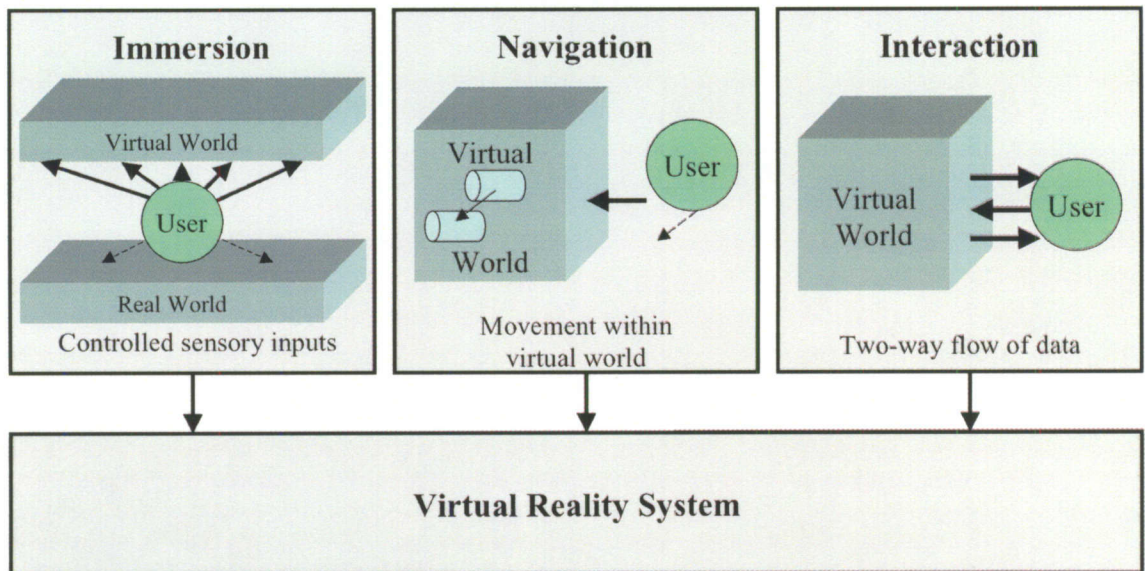 Immersion
Virtual World
User
Real World
Controlled sensory inputs
Navigation
Virtual
World
User
Movement within
virtual world
Interaction
Virtual
World
User
Two-way flow of data
Virtual Reality System